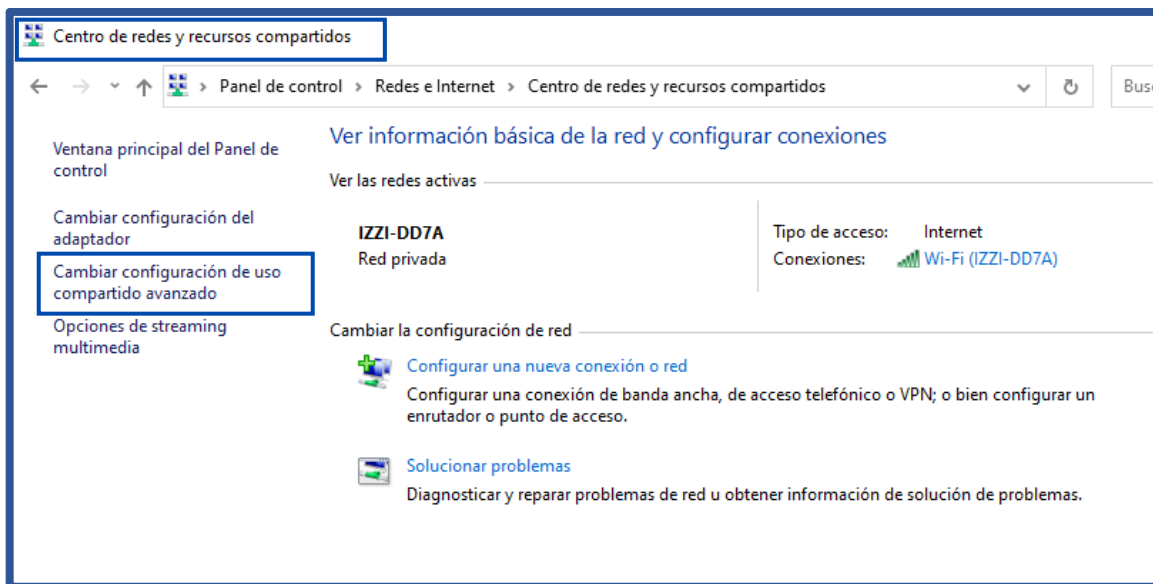 Centro de redes y recursos compartidos
Panel de control > Redes e Internet > Centro de redes y recursos compartidos
Ventana principal del Panel de
control
Cambiar configuración del
adaptador
Cambiar configuración de uso
compartido avanzado
Opciones de streaming
multimedia
Ver información básica de la red y configurar conexiones
Ver las redes activas
IZZI-DD7A
Red privada
Tipo de acceso: Internet
Conexiones: Wi-Fi (IZZI-DD7A)
Cambiar la configuración de red
Configurar una nueva conexión o red
Configurar una conexión de banda ancha, de acceso telefónico o VPN; o bien configurar un
enrutador o punto de acceso.
Solucionar problemas
Diagnosticar y reparar problemas de red u obtener información de solución de problemas.